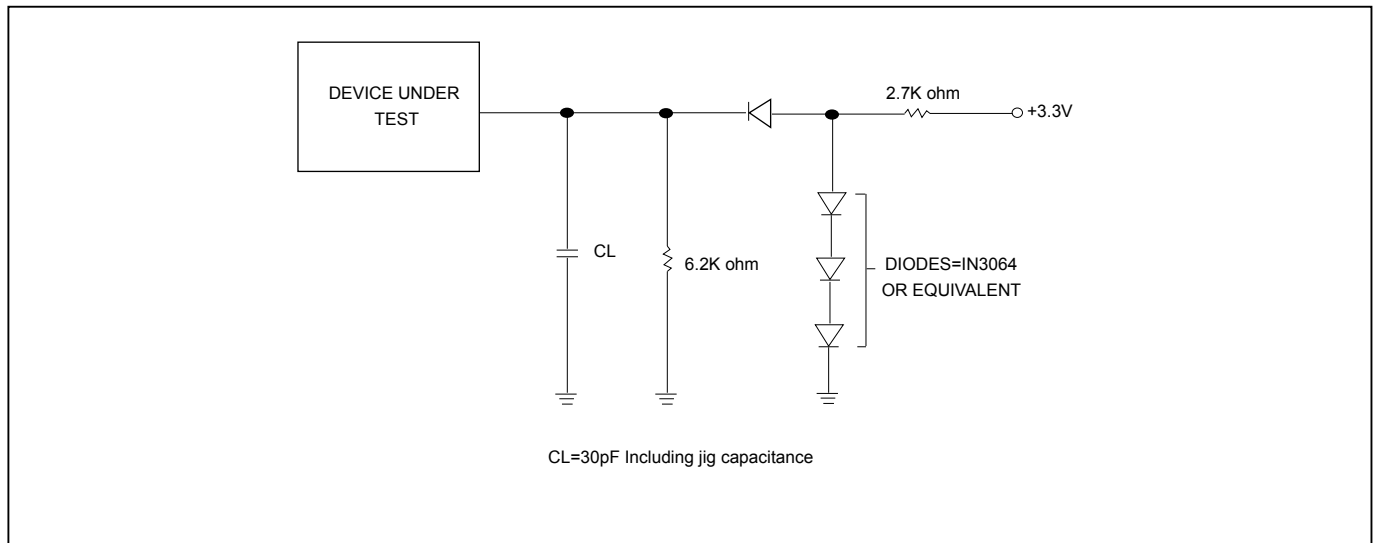 DEVICE UNDER
TEST
2.7K ohm
+3.3V
CL
6.2K ohm
DIODES=IN3064
OR EQUIVALENT
CL=30pF Including jig capacitance